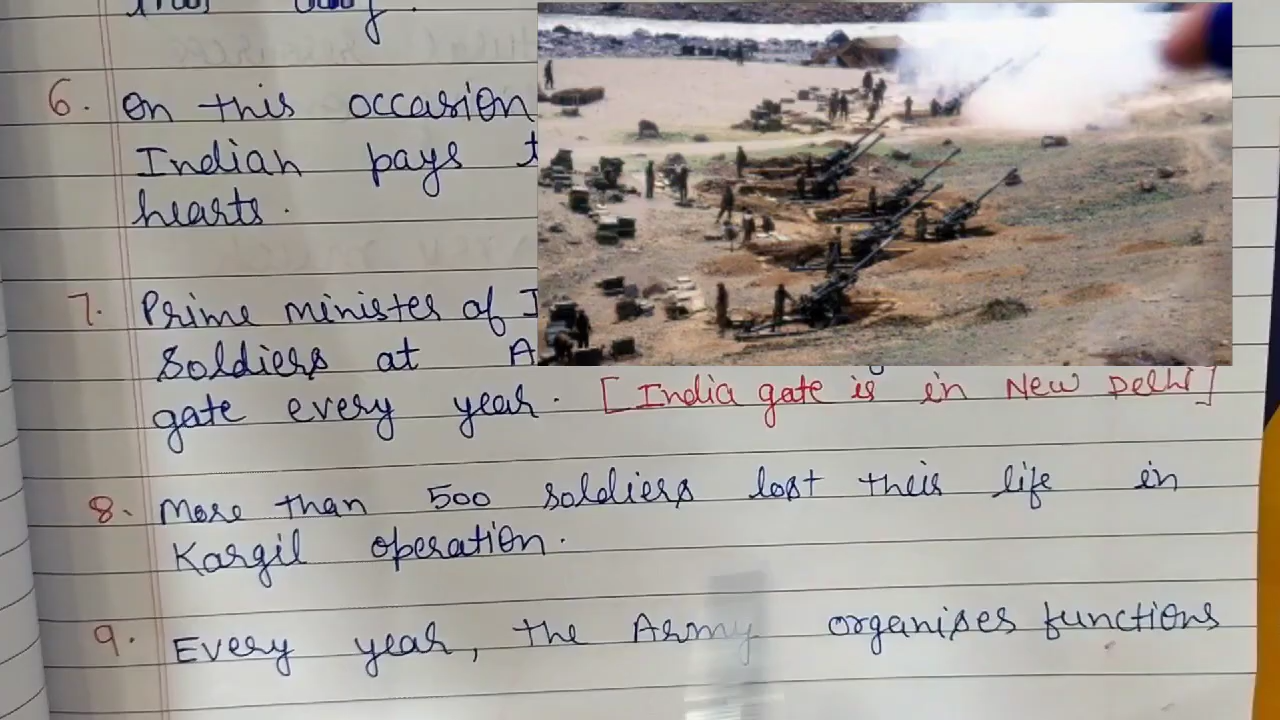 6. On this occasion
Indian pays t
hearts.
7. Prime minister of I
Soldiers at A
gate every year. [India gate is in New Delhi]
8. More than 500 soldiers lost their life in
Kargil operation.
9. Every year, the Army organises functions